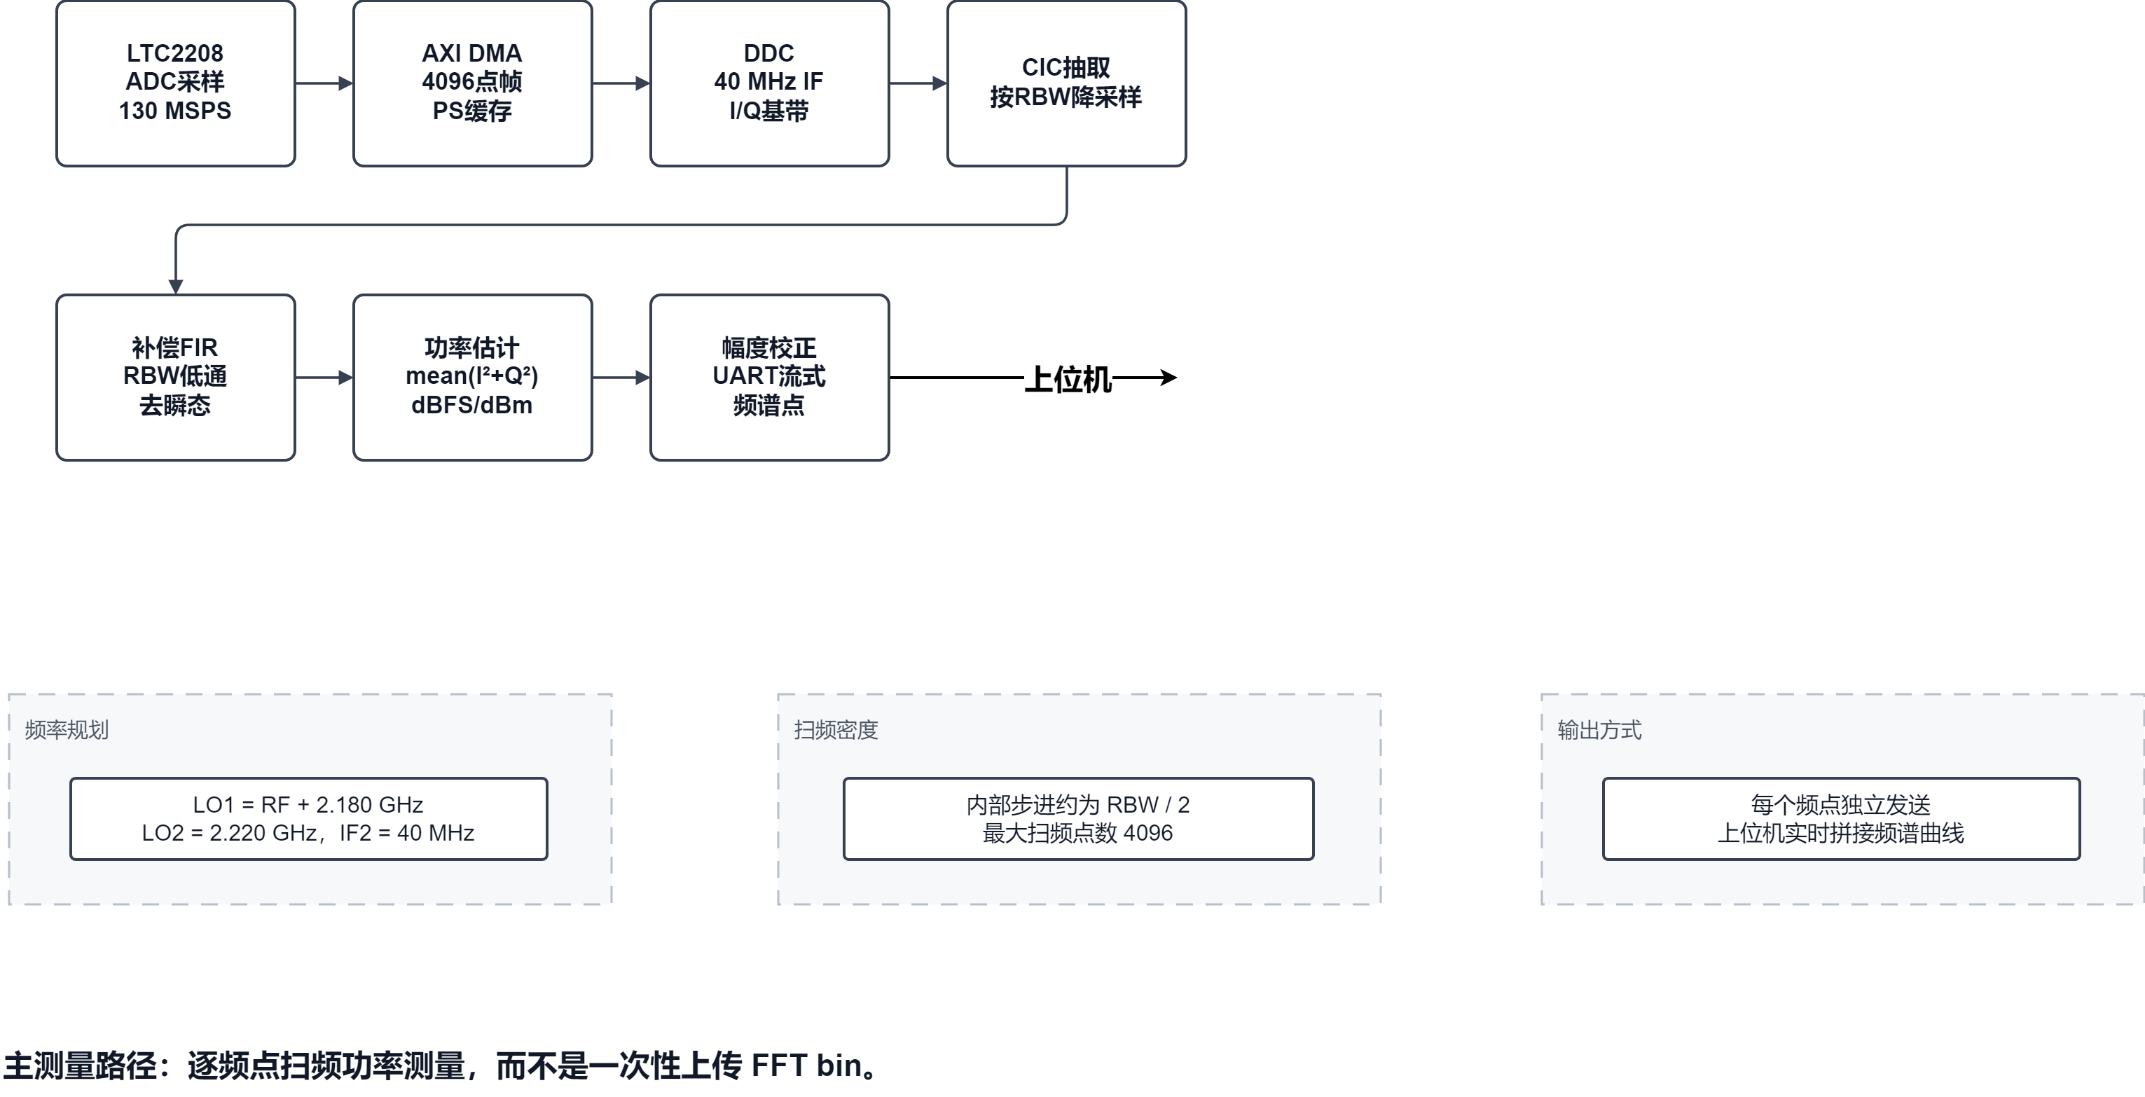 LTC2208
ADC采样
130 MSPS
AXI DMA
4096点帧
PS缓存
DDC
40 MHz IF
I/Q基带
CIC抽取
按RBW降采样
补偿FIR
RBW低通
去瞬态
功率估计
mean(I²+Q²)
dBFS/dBm
幅度校正
UART流式
频谱点
上位机
频率规划
LO1 = RF + 2.180 GHz
LO2 = 2.220 GHz，IF2 = 40 MHz
扫频密度
内部步进约为 RBW / 2
最大扫频点数 4096
输出方式
每个频点独立发送
上位机实时拼接频谱曲线
主测量路径：逐频点扫频功率测量，而不是一次性上传 FFT bin。